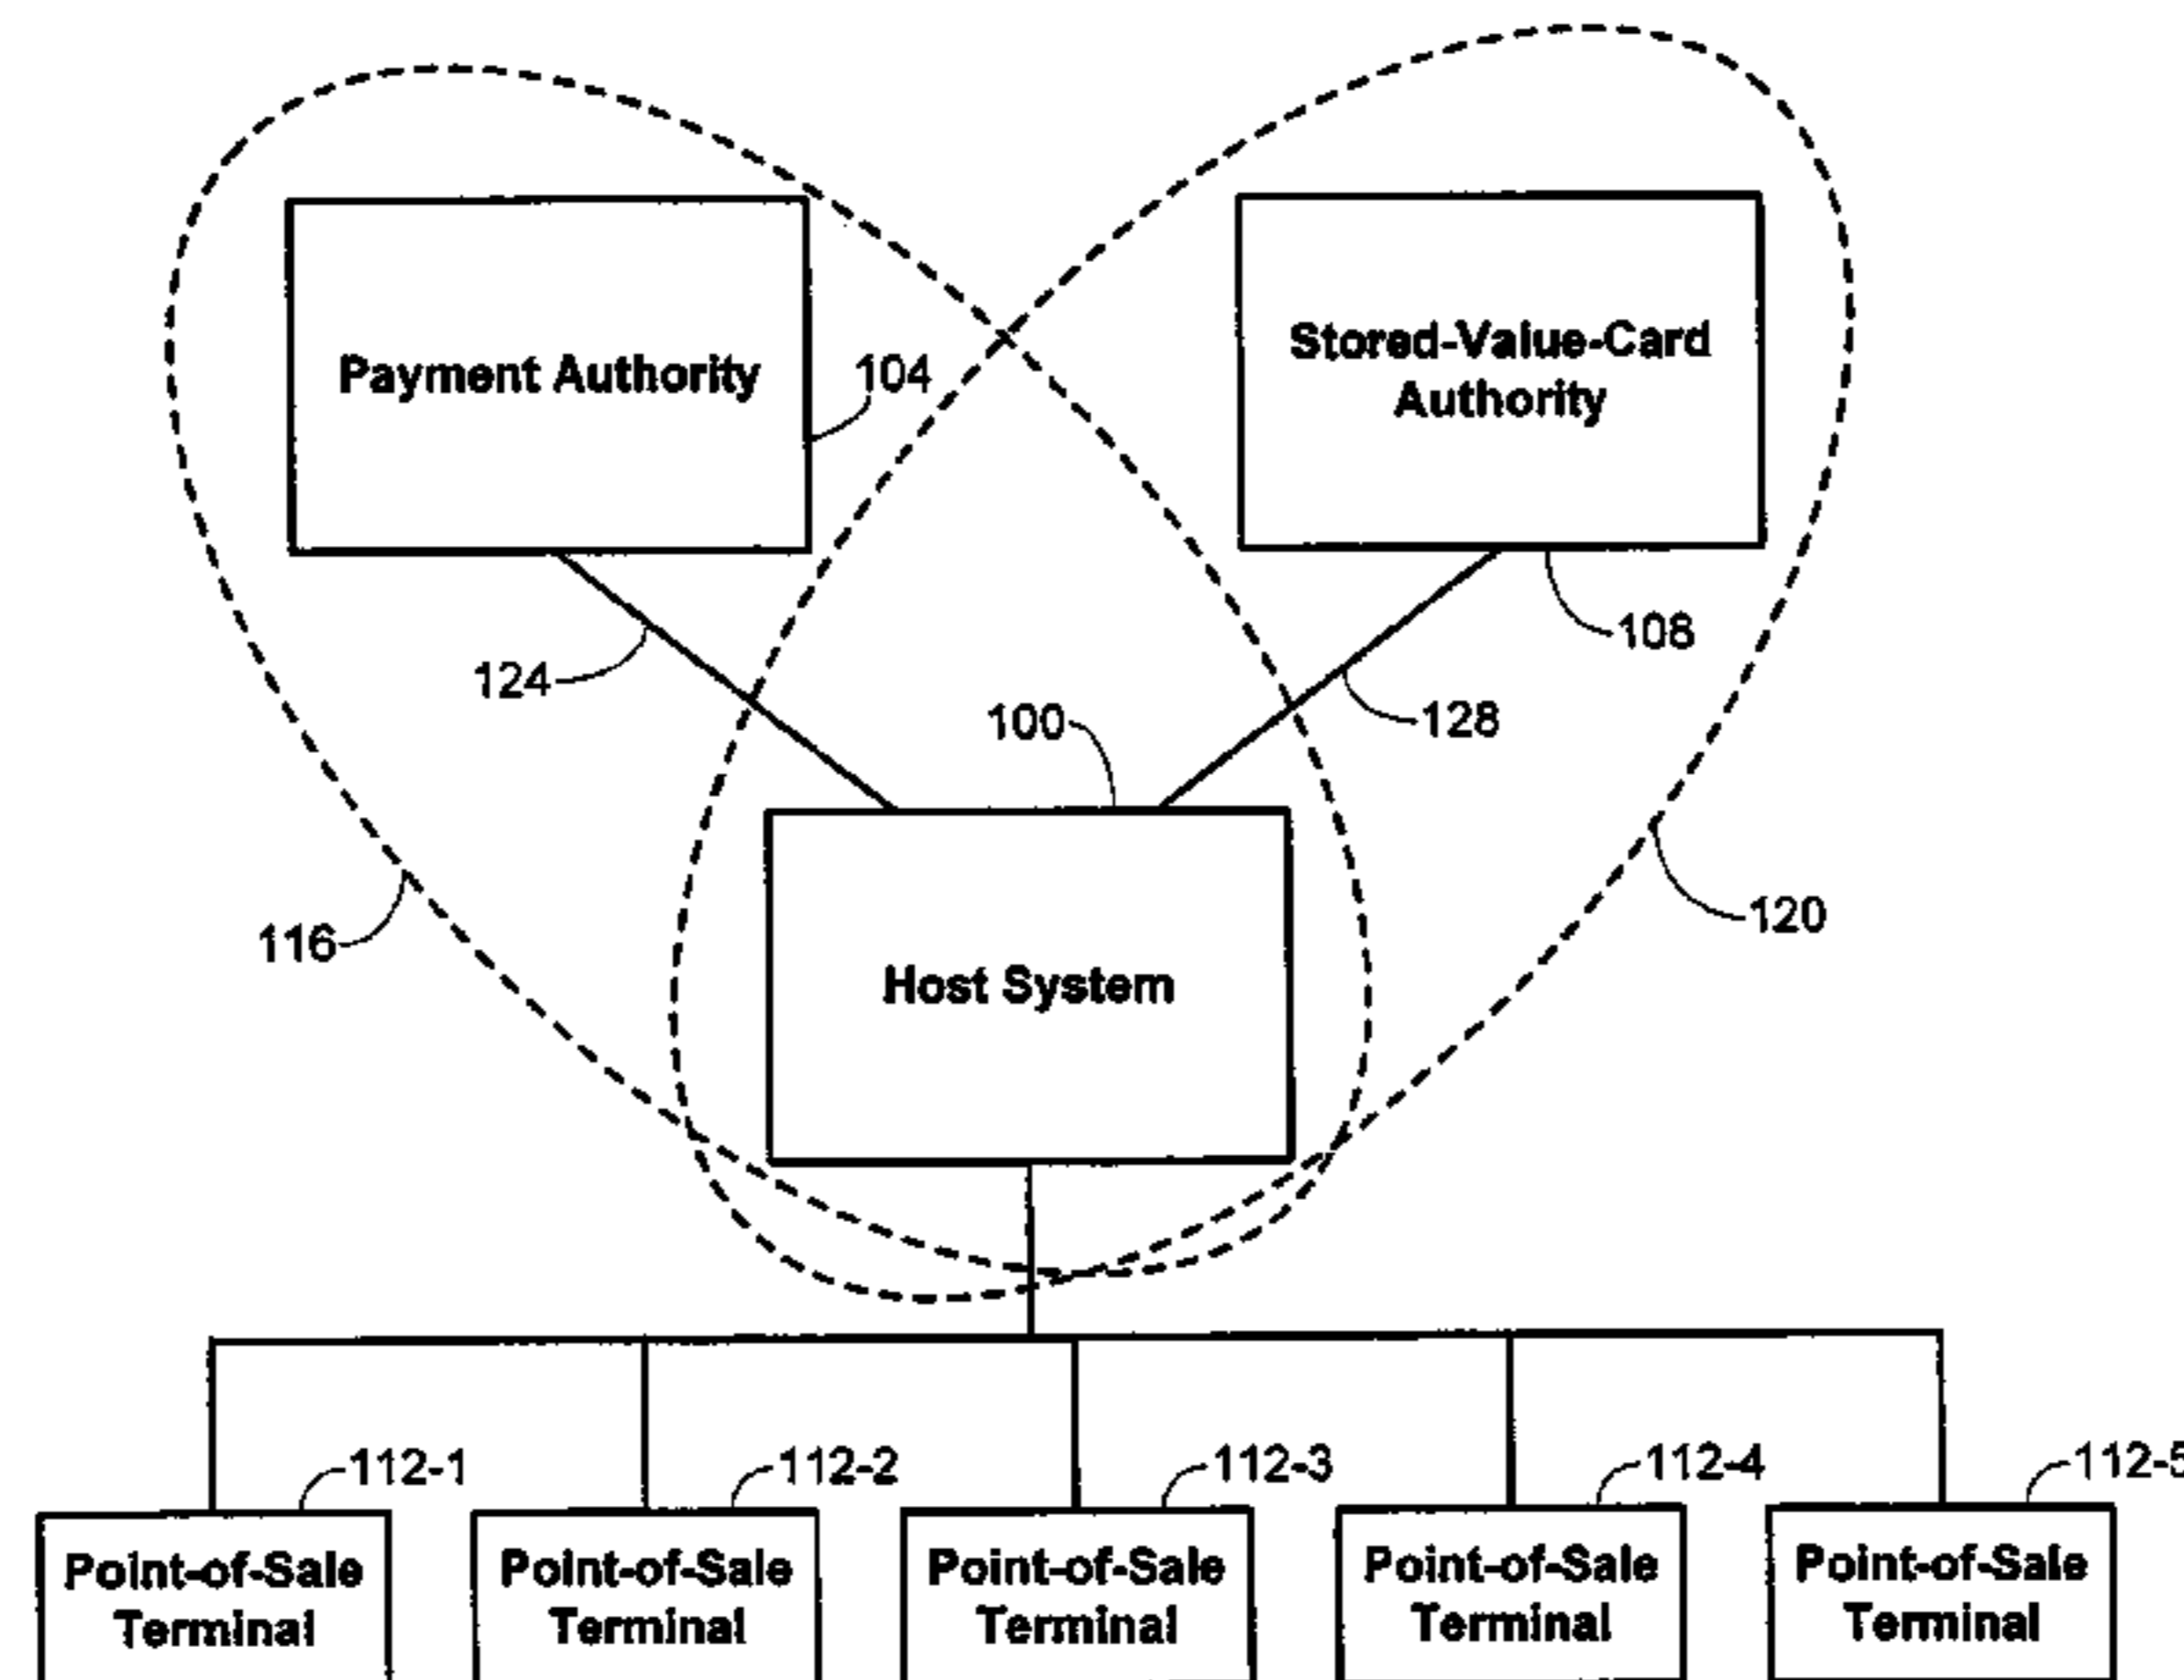 Payment Authority
104
Stored-Value-Card
Authority
108
124
128
100
116
120
Host System
112-1
112-2
112-3
112-4
112-5
Point-of-Sale
Terminal
Point-of-Sale
Terminal
Point-of-Sale
Terminal
Point-of-Sale
Terminal
Point-of-Sale
Terminal